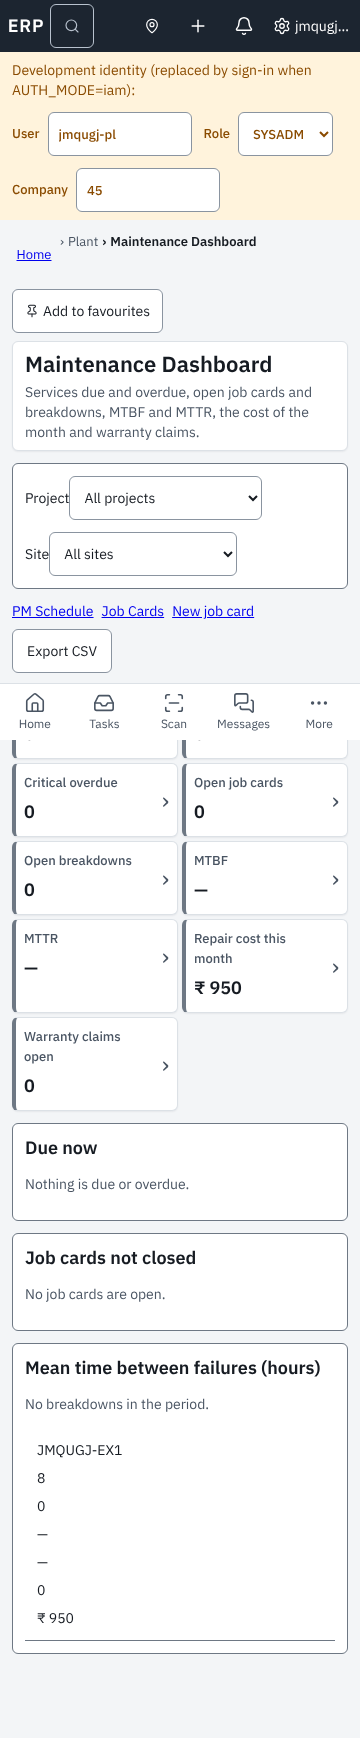 ERP jmqugj...
Development identity (replaced by sign-in when
AUTH_MODE=iam):
User jmqugj-pl Role SYSADM
Company 45
Home › Plant › Maintenance Dashboard
Add to favourites
Maintenance Dashboard
Services due and overdue, open job cards and
breakdowns, MTBF and MTTR, the cost of the
month and warranty claims.
Project All projects
Site All sites
PM Schedule Job Cards New job card
Export CSV
Home Tasks Scan Messages More
Critical overdue
0
Open job cards
0
Open breakdowns
0
MTBF
—
MTTR
—
Repair cost this
month
₹ 950
Warranty claims
open
0
Due now
Nothing is due or overdue.
Job cards not closed
No job cards are open.
Mean time between failures (hours)
No breakdowns in the period.
JMQUGJ-EX1
8
0
—
—
0
₹ 950